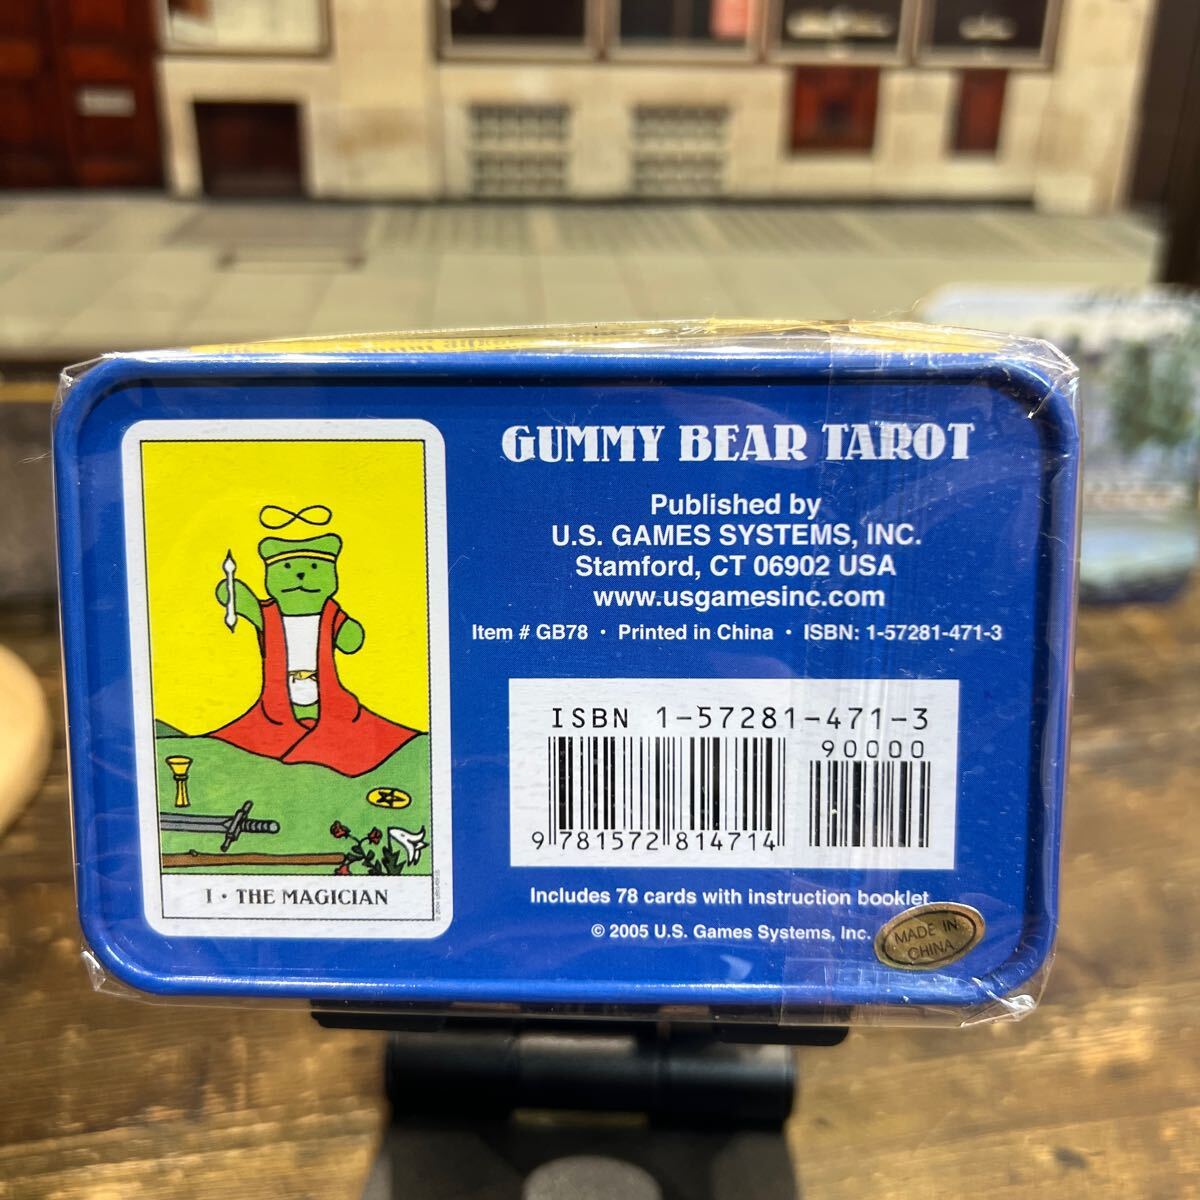 GUMMY BEAR TAROT
Published by
U.S. GAMES SYSTEMS, INC.
Stamford, CT 06902 USA
www.usgamesinc.com
Item # GB78 · Printed in China · ISBN: 1-57281-471-3
ISBN 1-57281-471-3
90000
9 781572 814714
Includes 78 cards with instruction booklet
© 2005 U.S. Games Systems, Inc.
MADE IN
CHINA
I · THE MAGICIAN